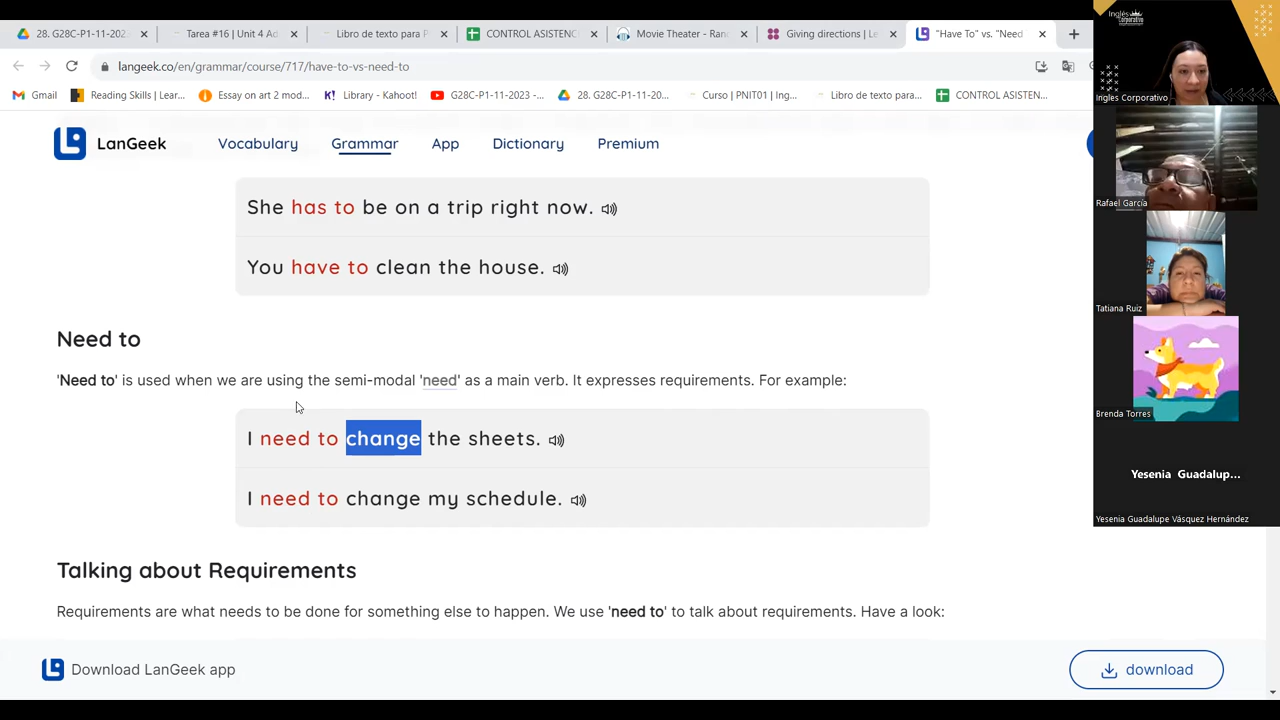 28. G28C-P1-11-202
Tarea #16 | Unit 4 Ad
Libro de texto para P
CONTROL ASISTENC
Movie Theater - Ran
Giving directions | Le
"Have To" vs. "Need
langeek.co/en/grammar/course/717/have-to-vs-need-to
Gmail
Reading Skills | Lear...
Essay on art 2 mod...
Library - Kahoot!
G28C-P1-11-2023 -...
28. G28C-P1-11-20...
Curso | PNIT01 | Ing...
Libro de texto para...
CONTROL ASISTEN...
LanGeek
Vocabulary
Grammar
App
Dictionary
Premium
She has to be on a trip right now.
You have to clean the house.
Need to
'Need to' is used when we are using the semi-modal 'need' as a main verb. It expresses requirements. For example:
I need to change the sheets.
I need to change my schedule.
Talking about Requirements
Requirements are what needs to be done for something else to happen. We use 'need to' to talk about requirements. Have a look:
Download LanGeek app
download
Inglés
Corporativo
Ingles Corporativo
Rafael García
Tatiana Ruiz
Brenda Torres
Yesenia Guadalup...
Yesenia Guadalupe Vásquez Hernández